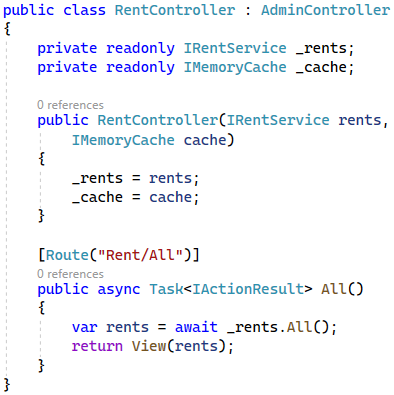 public class RentController : AdminController
{
    private readonly IRentService _rents;
    private readonly IMemoryCache _cache;

    0 references
    public RentController(IRentService rents,
        IMemoryCache cache)
    {
        _rents = rents;
        _cache = cache;
    }

    [Route("Rent/All")]
    0 references
    public async Task<IActionResult> All()
    {
        var rents = await _rents.All();
        return View(rents);
    }
}